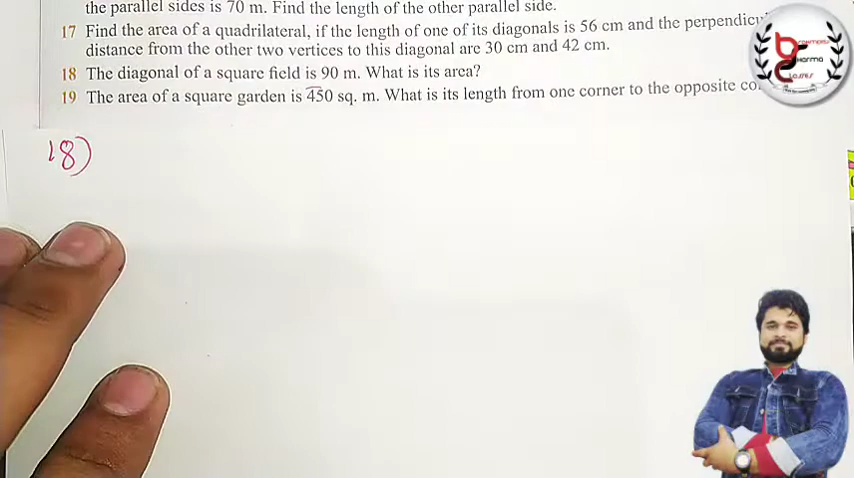 the parallel sides is 70 m. Find the length of the other parallel side.
17 Find the area of a quadrilateral, if the length of one of its diagonals is 56 cm and the
distance from the other two vertices to this diagonal are 30 cm and 42 cm.
18 The diagonal of a square field is 90 m. What is its area?
19 The area of a square garden is 450 sq. m. What is its length from one corner to the opposite
18)